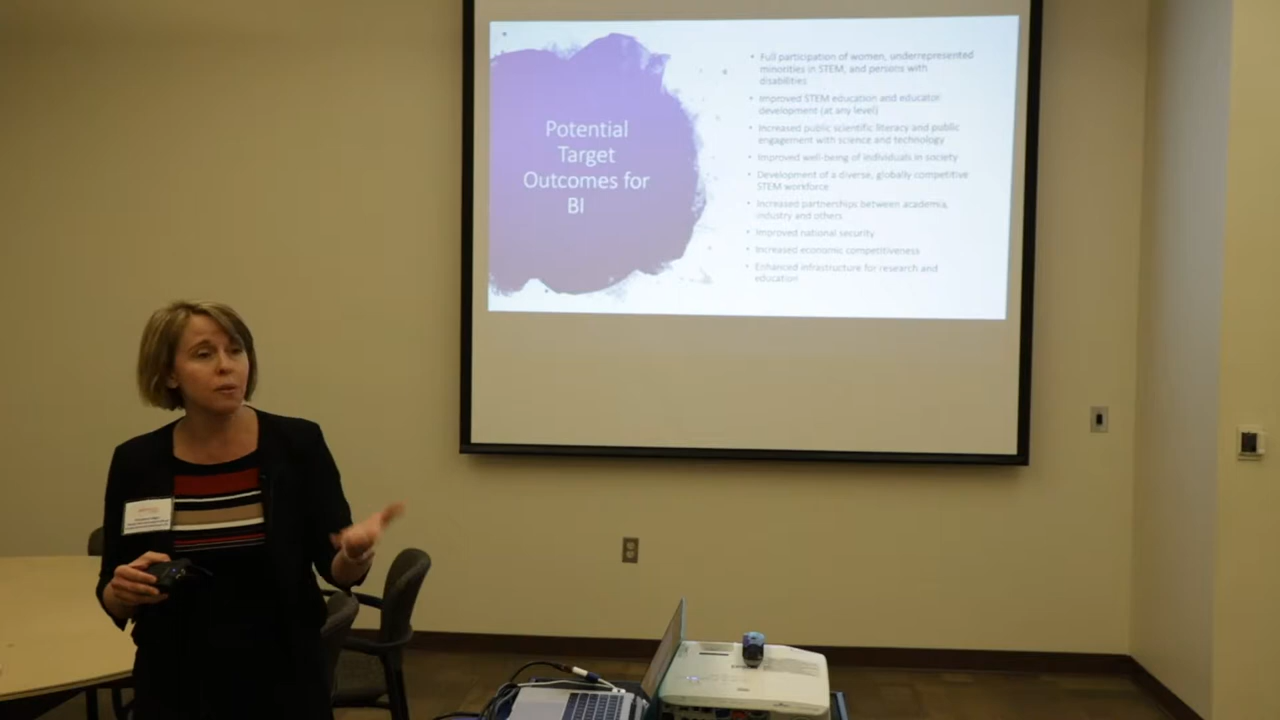 Potential
Target
Outcomes for
BI
• Full participation of women, underrepresented
minorities in STEM, and persons with
disabilities
• Improved STEM education and educator
development (at any level)
• Increased public scientific literacy and public
engagement with science and technology
• Improved well-being of individuals in society
• Development of a diverse, globally competitive
STEM workforce
• Increased partnerships between academia,
industry and others
• Improved national security
• Increased economic competitiveness
• Enhanced infrastructure for research and
education